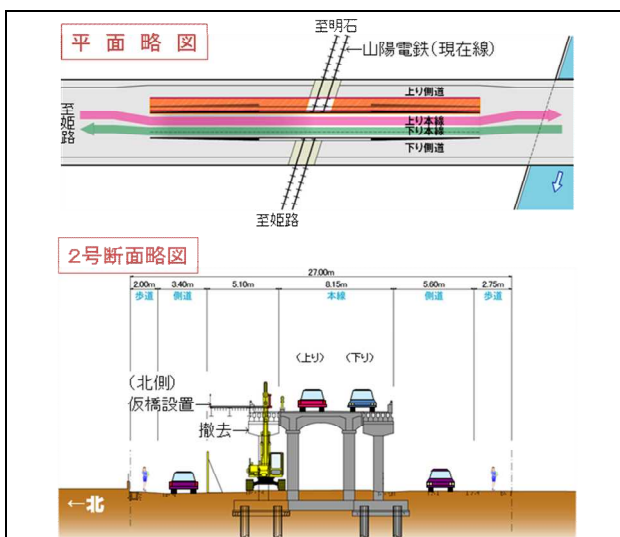 平面略図
至明石
←山陽電鉄(現在線)
上り側道
至姫路
上り本線
下り本線
下り側道
至姫路
2号断面略図
27.00m
2.00m 3.40m 5.10m 8.15m 5.60m 2.75m
歩道 側道 本線 側道 歩道
〈上り〉 〈下り〉
(北側)
仮橋設置
撤去
←北